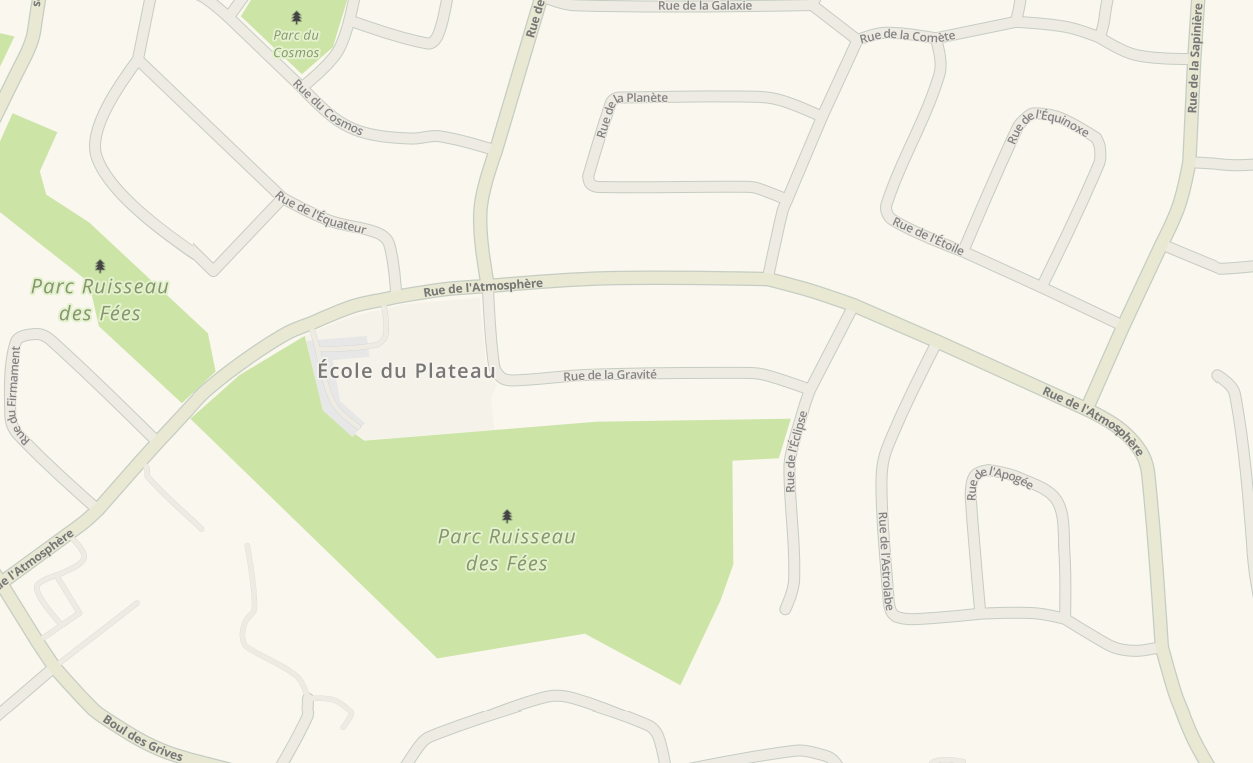 Rue de la Galaxie
Parc du
Cosmos
Rue de
Rue de la Comète
Rue de la Sapinière
Rue du Cosmos
Rue de la Planète
Rue de l'Équinoxe
Rue de l'Équateur
Rue de l'Étoile
Parc Ruisseau
des Fées
Rue de l'Atmosphère
École du Plateau
Rue de la Gravité
Rue du Firmament
Rue de l'Éclipse
Rue de l'Atmosphère
Rue de l'Apogée
Parc Ruisseau
des Fées
Rue de l'Astrolabe
de l'Atmosphère
Boul des Grives